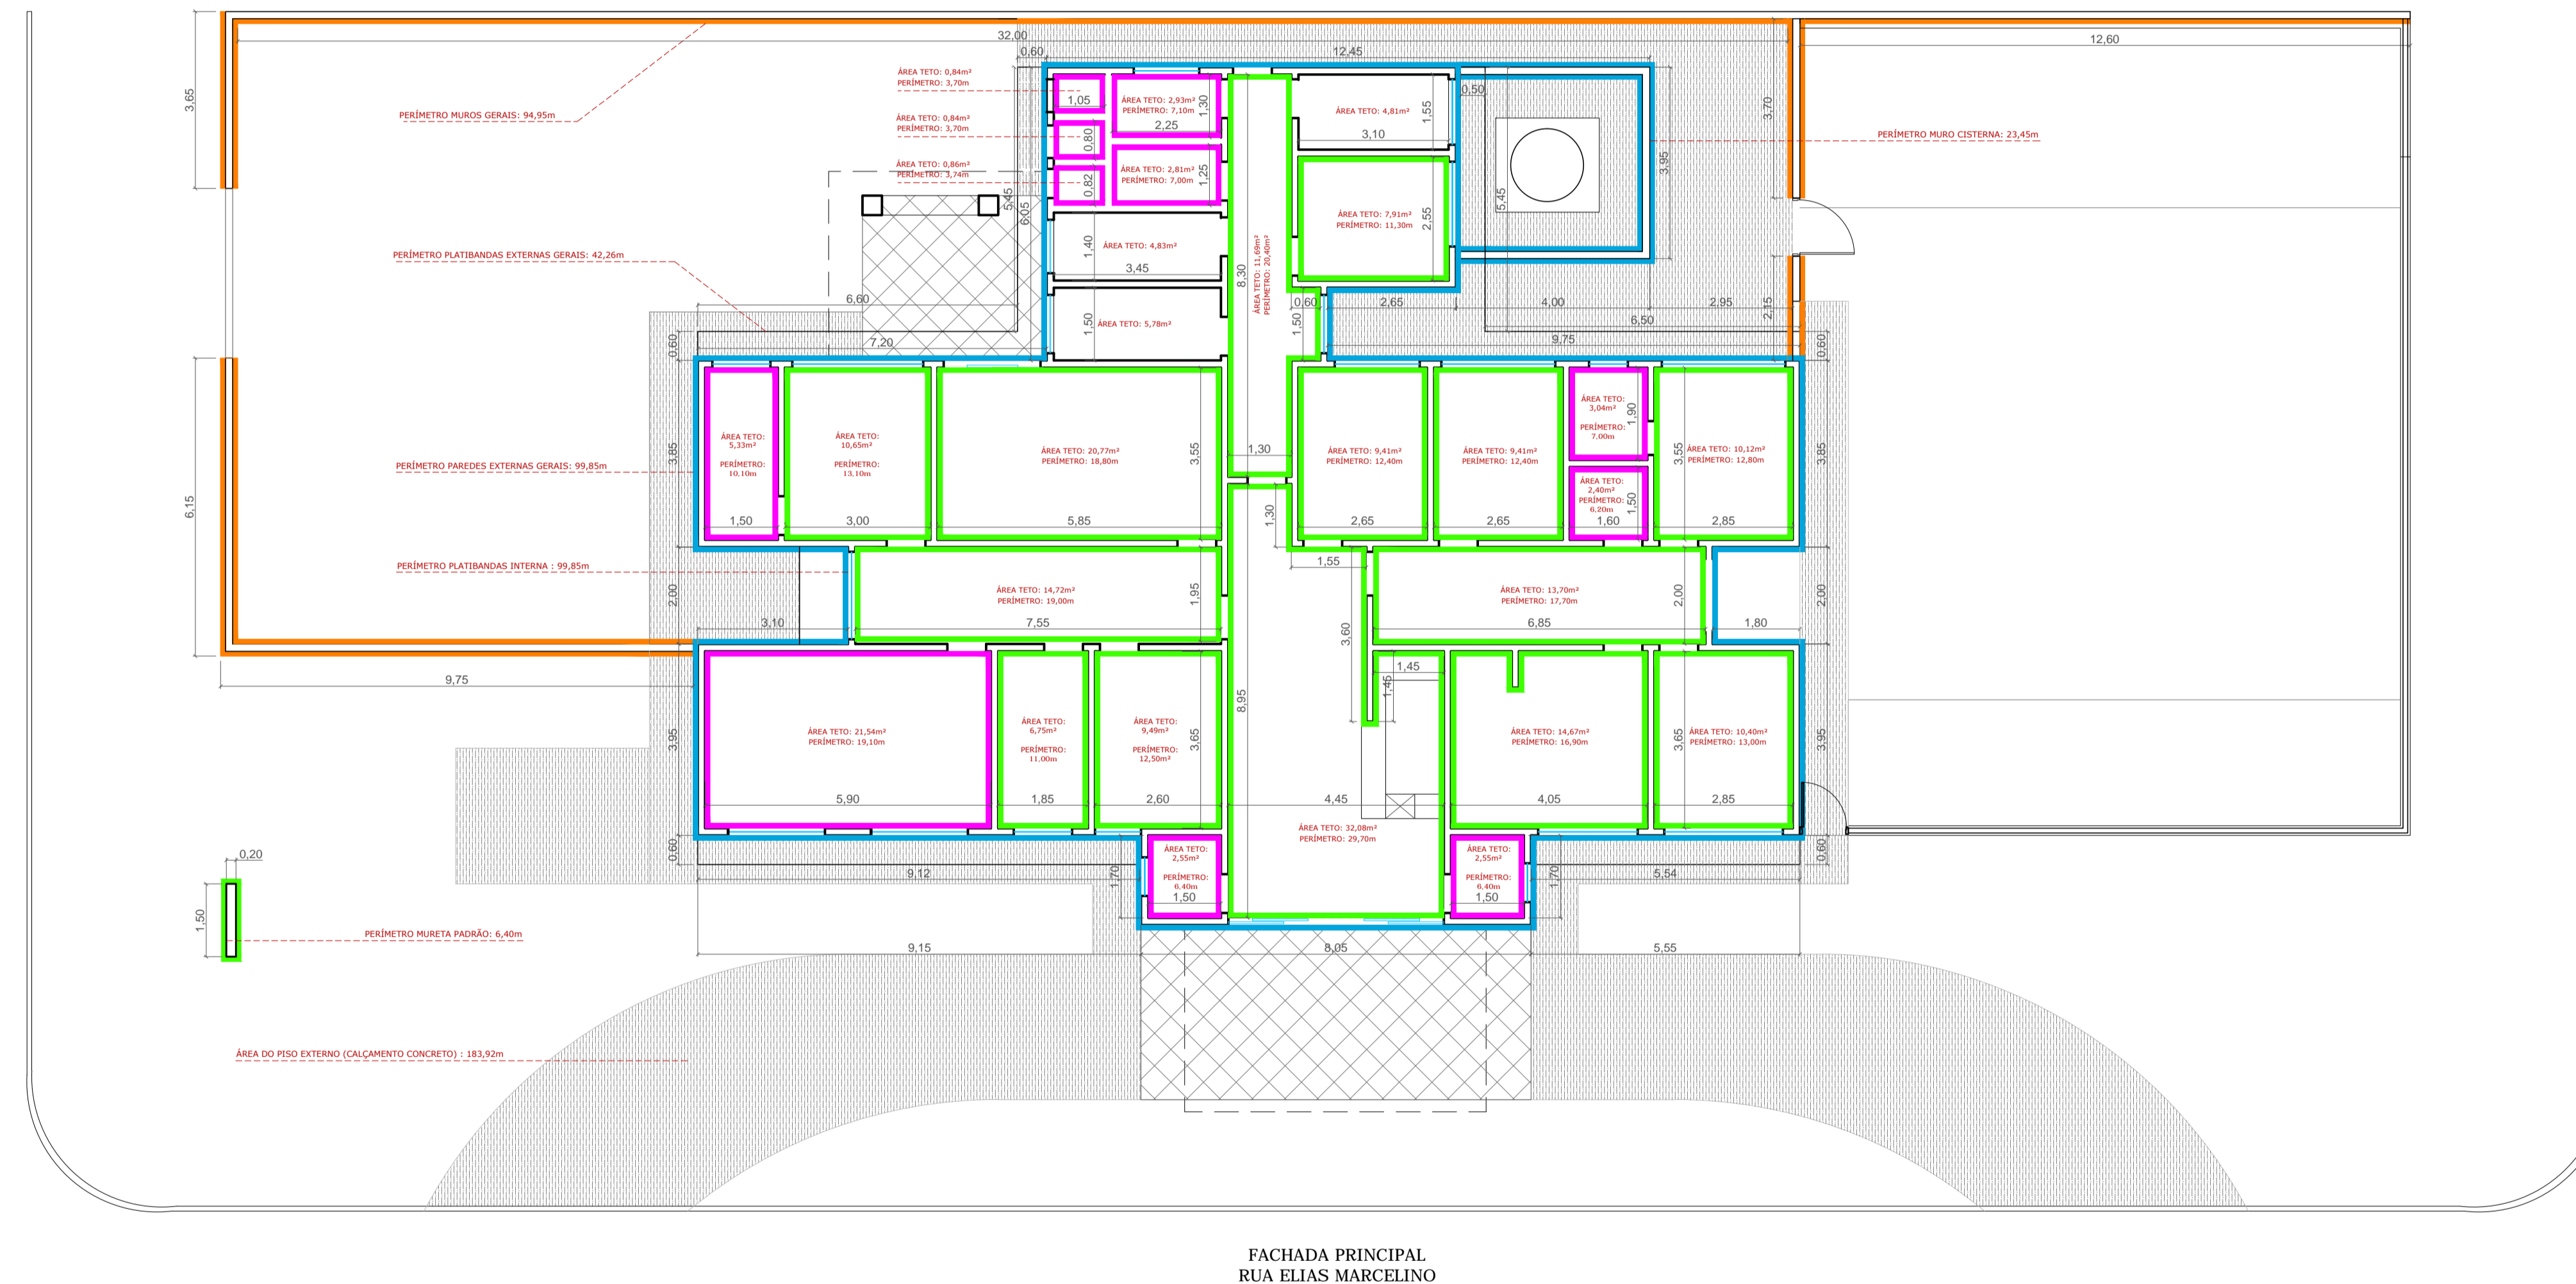 32,00
12,60
0,60
12,45
3,65
ÁREA TETO: 0,84m²
PERÍMETRO: 3,70m
1,05
ÁREA TETO: 2,93m²
PERÍMETRO: 7,10m
1,30
2,25
ÁREA TETO: 4,81m²
1,55
3,10
0,50
3,70
PERÍMETRO MUROS GERAIS: 94,95m
ÁREA TETO: 0,84m²
PERÍMETRO: 3,70m
0,80
PERÍMETRO MURO CISTERNA: 23,45m
ÁREA TETO: 0,86m²
PERÍMETRO: 3,74m
0,82
ÁREA TETO: 2,81m²
PERÍMETRO: 7,00m
1,25
3,95
5,45
6,05
5,45
ÁREA TETO: 7,91m²
PERÍMETRO: 11,30m
2,55
PERÍMETRO PLATIBANDAS EXTERNAS GERAIS: 42,26m
1,40
ÁREA TETO: 4,83m²
3,45
ÁREA TETO: 11,69m²
PERÍMETRO: 20,40m²
8,30
6,60
0,60
2,65
4,00
2,95
2,15
1,50
ÁREA TETO: 5,78m²
1,50
6,50
0,60
7,20
9,75
0,60
ÁREA TETO:
3,04m²
PERÍMETRO:
7,00m
1,90
3,85
ÁREA TETO:
5,33m²
PERÍMETRO:
10,10m
ÁREA TETO:
10,65m²
PERÍMETRO:
13,10m
ÁREA TETO: 20,77m²
PERÍMETRO: 18,80m
3,55
1,30
ÁREA TETO: 9,41m²
PERÍMETRO: 12,40m
ÁREA TETO: 9,41m²
PERÍMETRO: 12,40m
3,55
ÁREA TETO: 10,12m²
PERÍMETRO: 12,80m
3,85
PERÍMETRO PAREDES EXTERNAS GERAIS: 99,85m
ÁREA TETO:
2,40m²
PERÍMETRO:
6,20m
1,50
6,15
1,50
3,00
5,85
1,30
2,65
2,65
1,60
2,85
PERÍMETRO PLATIBANDAS INTERNA : 99,85m
1,55
2,00
ÁREA TETO: 14,72m²
PERÍMETRO: 19,00m
1,95
ÁREA TETO: 13,70m²
PERÍMETRO: 17,70m
2,00
2,00
3,10
7,55
3,60
6,85
1,80
9,75
1,45
1,45
8,95
3,95
ÁREA TETO: 21,54m²
PERÍMETRO: 19,10m
ÁREA TETO:
6,75m²
PERÍMETRO:
11,00m
ÁREA TETO:
9,49m²
PERÍMETRO:
12,50m²
3,65
ÁREA TETO: 14,67m²
PERÍMETRO: 16,90m
3,65
ÁREA TETO: 10,40m²
PERÍMETRO: 13,00m
3,95
5,90
1,85
2,60
4,45
4,05
2,85
ÁREA TETO: 32,08m²
PERÍMETRO: 29,70m
0,20
0,60
9,12
1,70
ÁREA TETO:
2,55m²
PERÍMETRO:
6,40m
1,50
ÁREA TETO:
2,55m²
PERÍMETRO:
6,40m
1,50
1,70
5,54
0,60
1,50
PERÍMETRO MURETA PADRÃO: 6,40m
9,15
8,05
5,55
ÁREA DO PISO EXTERNO (CALÇAMENTO CONCRETO) : 183,92m
FACHADA PRINCIPAL
RUA ELIAS MARCELINO